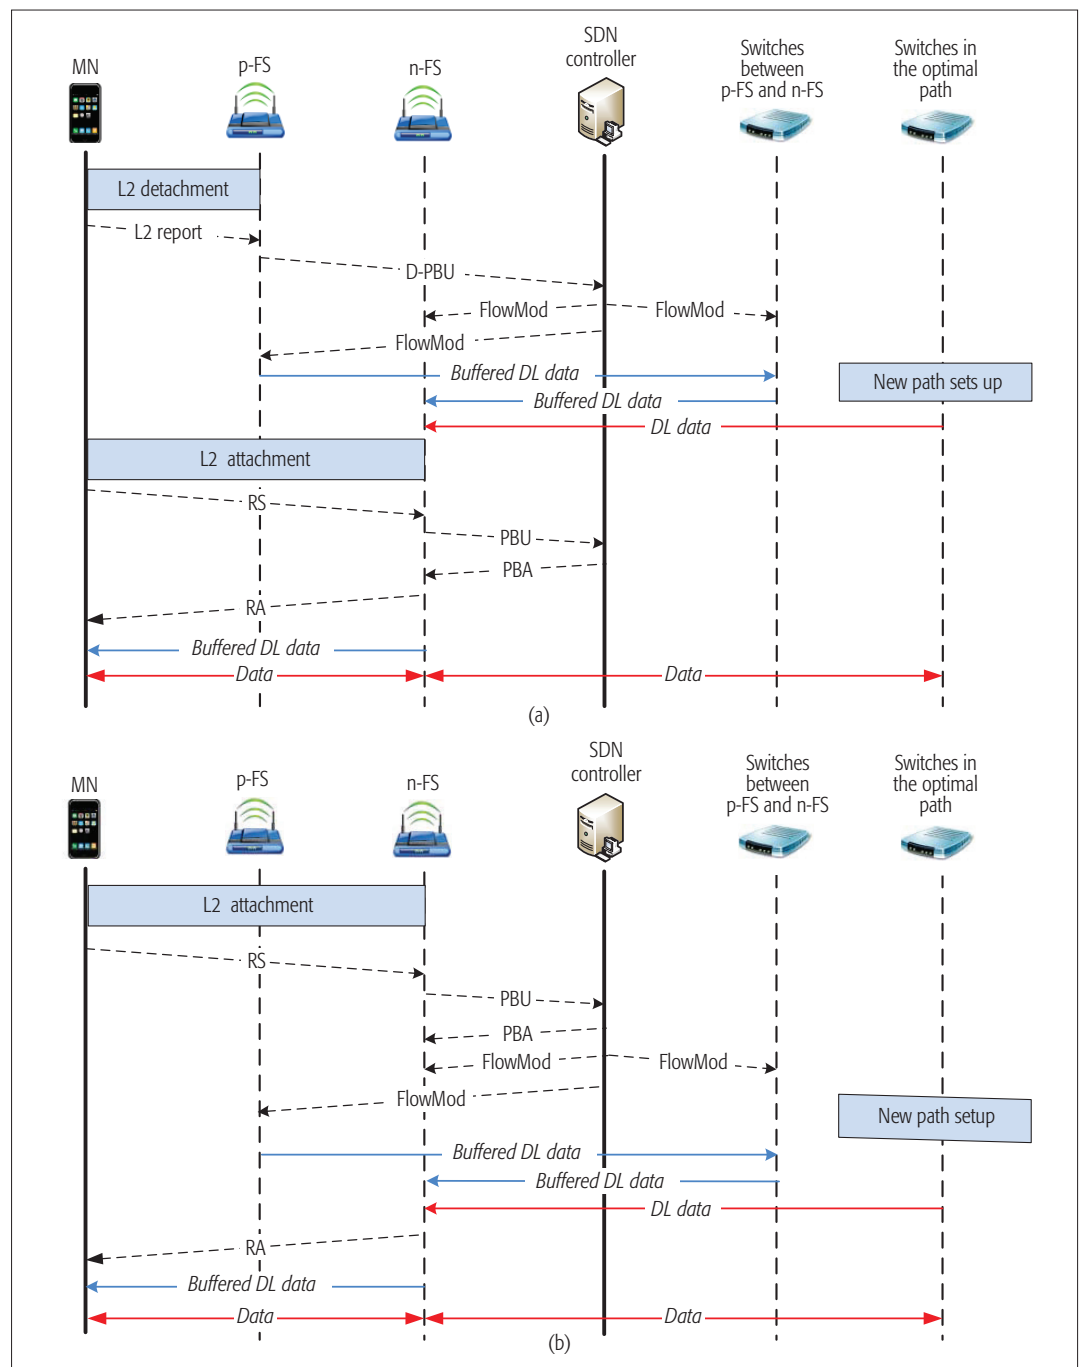 MN
p-FS
n-FS
SDN
controller
Switches
between
p-FS and n-FS
Switches in
the optimal
path
L2 detachment
L2 report
D-PBU
FlowMod
FlowMod
FlowMod
Buffered DL data
New path sets up
Buffered DL data
DL data
L2 attachment
RS
PBU
PBA
RA
Buffered DL data
Data
Data
(a)
MN
p-FS
n-FS
SDN
controller
Switches
between
p-FS and n-FS
Switches in
the optimal
path
L2 attachment
RS
PBU
PBA
FlowMod
FlowMod
FlowMod
New path setup
Buffered DL data
Buffered DL data
DL data
RA
Buffered DL data
Data
Data
(b)